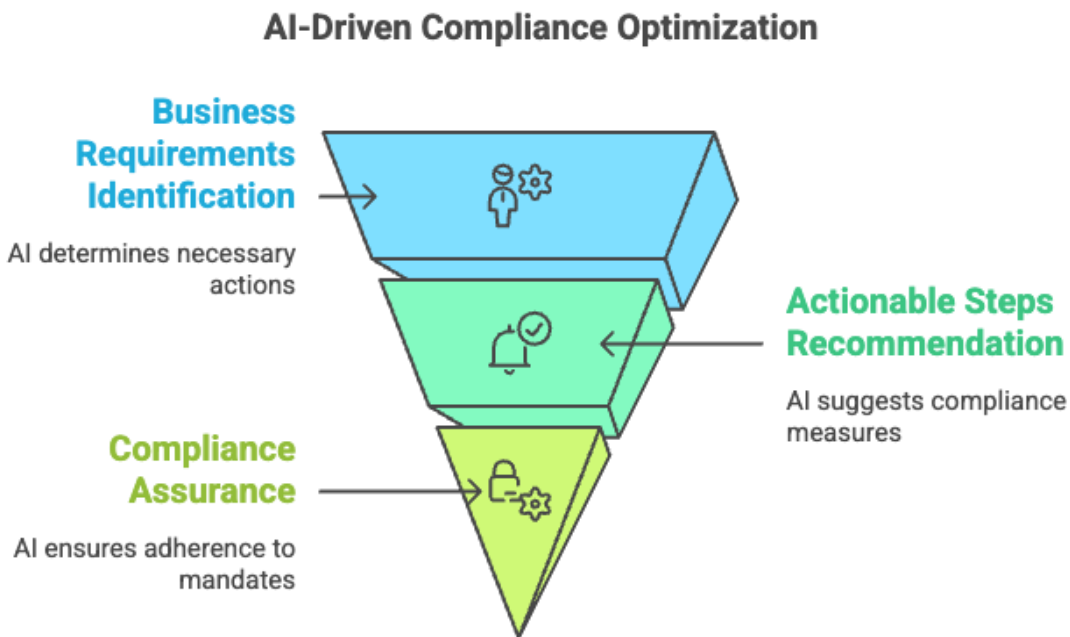 AI-Driven Compliance Optimization
Business
Requirements
Identification
AI determines necessary
actions
Actionable Steps
Recommendation
AI suggests compliance
measures
Compliance
Assurance
AI ensures adherence to
mandates